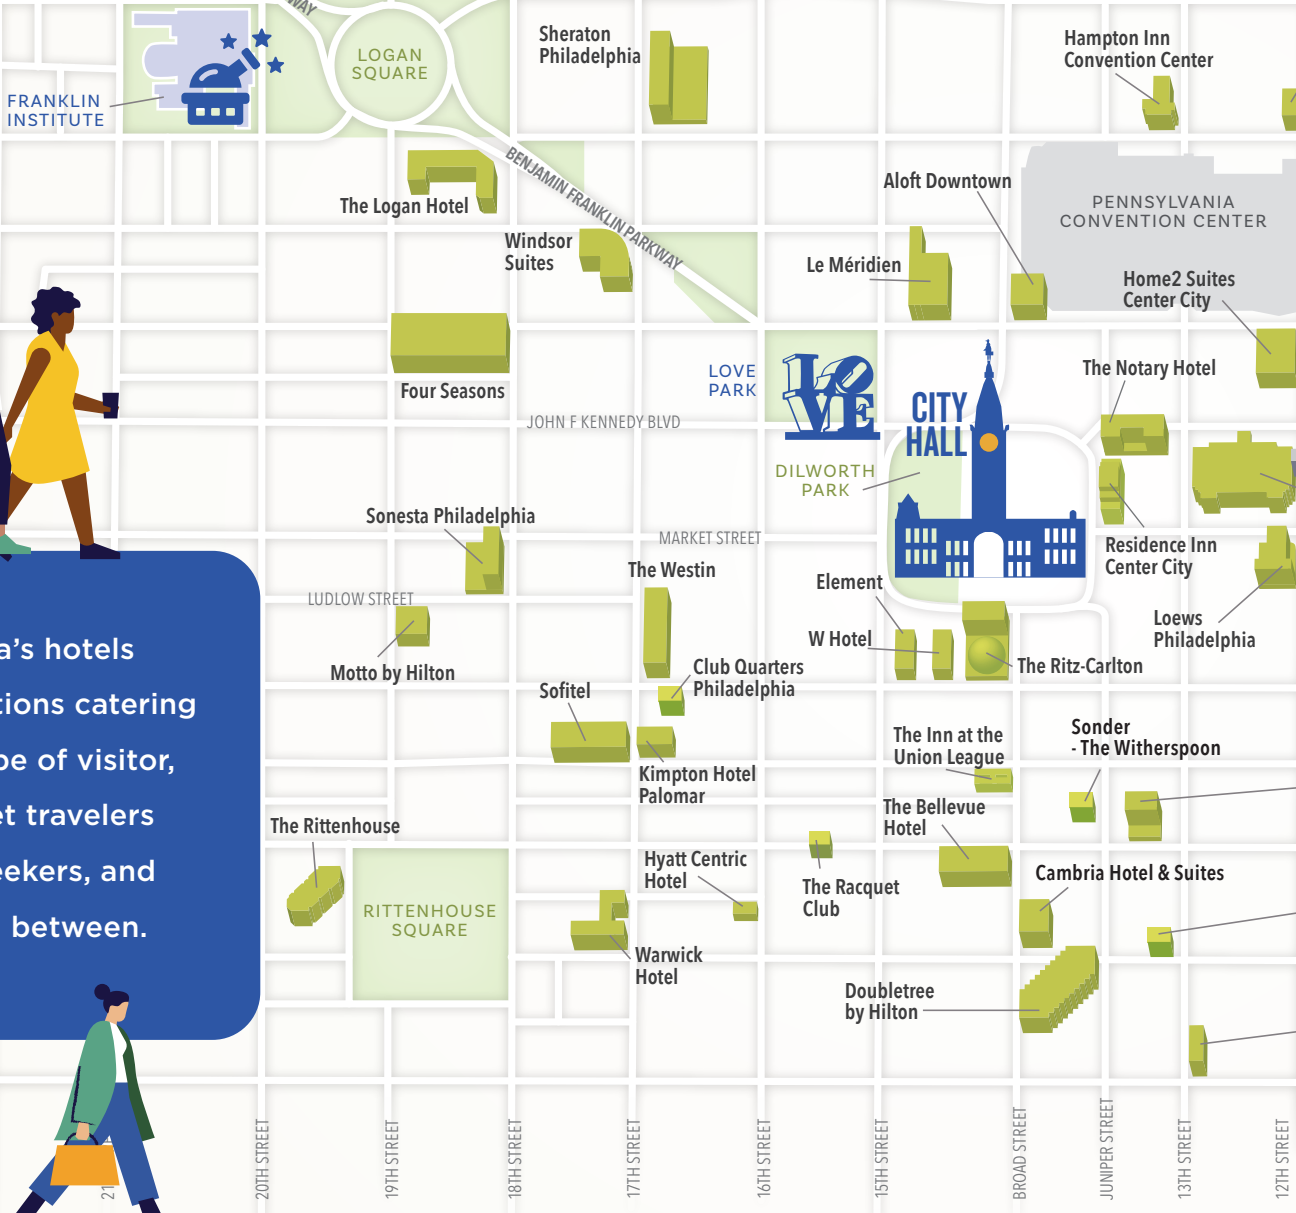 WAY
LOGAN
SQUARE
Sheraton
Philadelphia
Hampton Inn
Convention Center
FRANKLIN
INSTITUTE
BENJAMIN FRANKLIN PARKWAY
The Logan Hotel
Aloft Downtown
PENNSYLVANIA
CONVENTION CENTER
Windsor
Suites
Le Méridien
Home2 Suites
Center City
LOVE
PARK
LOVE
The Notary Hotel
Four Seasons
CITY
HALL
JOHN F KENNEDY BLVD
DILWORTH
PARK
Sonesta Philadelphia
MARKET STREET
Residence Inn
Center City
The Westin
Element
LUDLOW STREET
Loews
Philadelphia
W Hotel
The Ritz-Carlton
Motto by Hilton
Club Quarters
Philadelphia
Sofitel
a's hotels
tions catering
pe of visitor,
et travelers
eekers, and
between.
The Inn at the
Union League
Sonder
- The Witherspoon
Kimpton Hotel
Palomar
The Bellevue
Hotel
The Rittenhouse
Hyatt Centric
Hotel
The Racquet
Club
Cambria Hotel & Suites
RITTENHOUSE
SQUARE
Warwick
Hotel
Doubletree
by Hilton
21
20TH STREET
19TH STREET
18TH STREET
17TH STREET
16TH STREET
15TH STREET
BROAD STREET
JUNIPER STREET
13TH STREET
12TH STREET